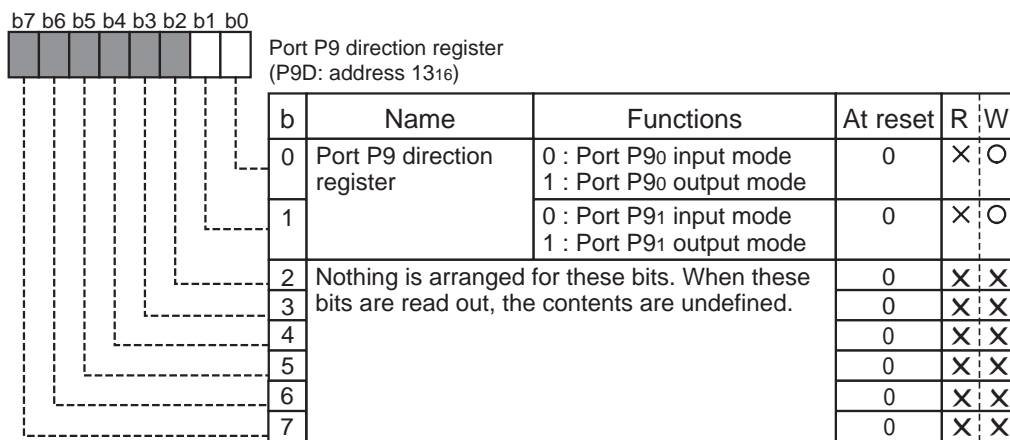 b7 b6 b5 b4 b3 b2 b1 b0
Port P9 direction register
(P9D: address 1316)
b Name Functions At reset R W
0 Port P9 direction 0 : Port P90 input mode 0 × ○
register 1 : Port P90 output mode
1 0 : Port P91 input mode 0 × ○
1 : Port P91 output mode
2 Nothing is arranged for these bits. When these 0 × ×
3 bits are read out, the contents are undefined. 0 × ×
4 0 × ×
5 0 × ×
6 0 × ×
7 0 × ×